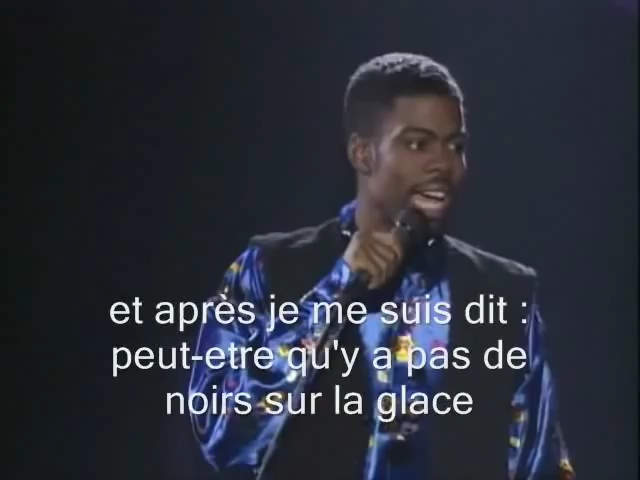 et après je me suis dit :
peut-etre qu'y a pas de
noirs sur la glace